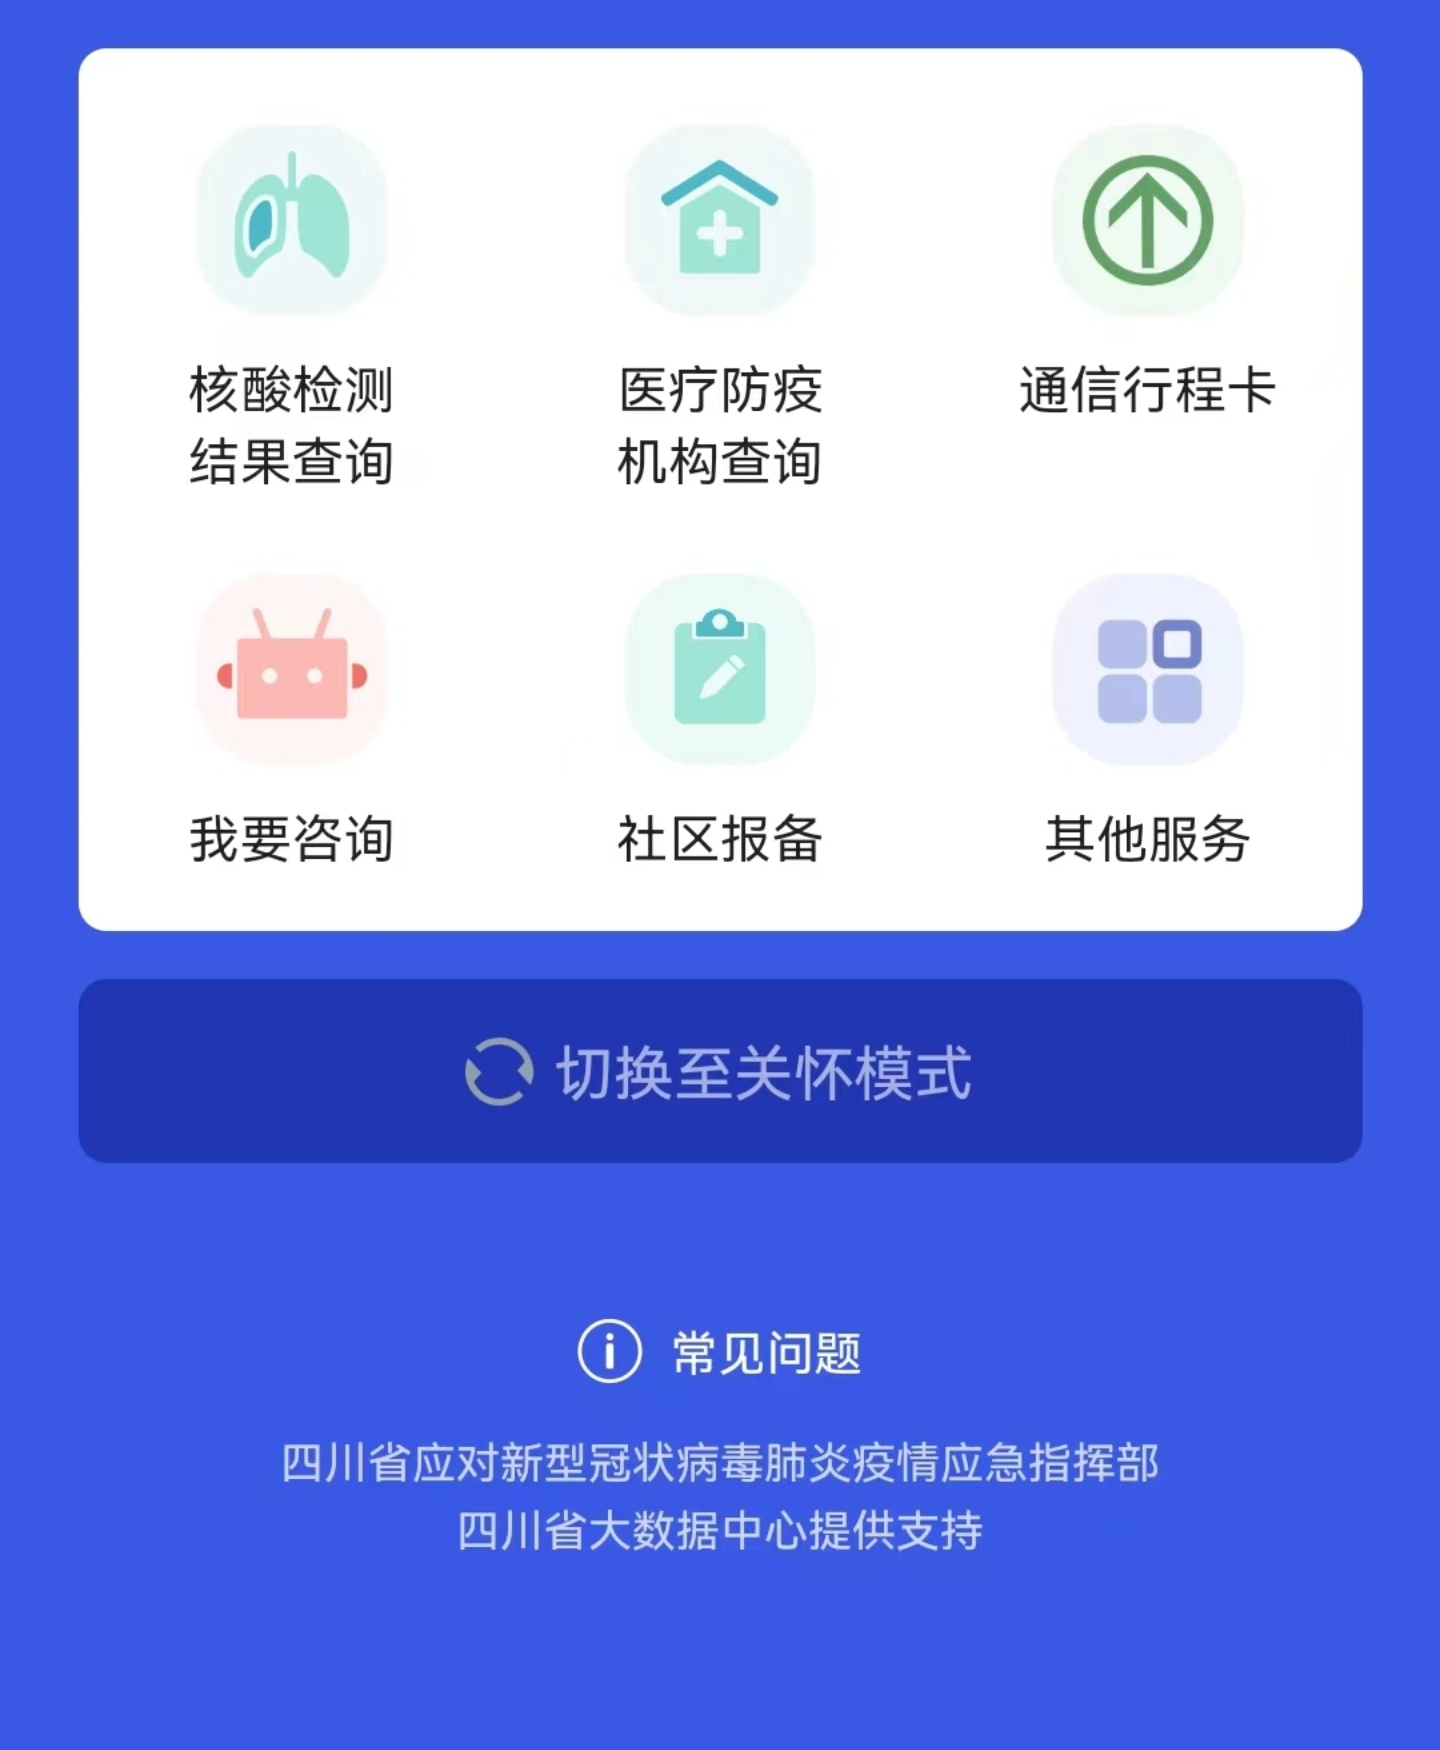 核酸检测 医疗防疫 通信行程卡
结果查询 机构查询
我要咨询 社区报备 其他服务
切换至关怀模式
常见问题
四川省应对新型冠状病毒肺炎疫情应急指挥部
四川省大数据中心提供支持